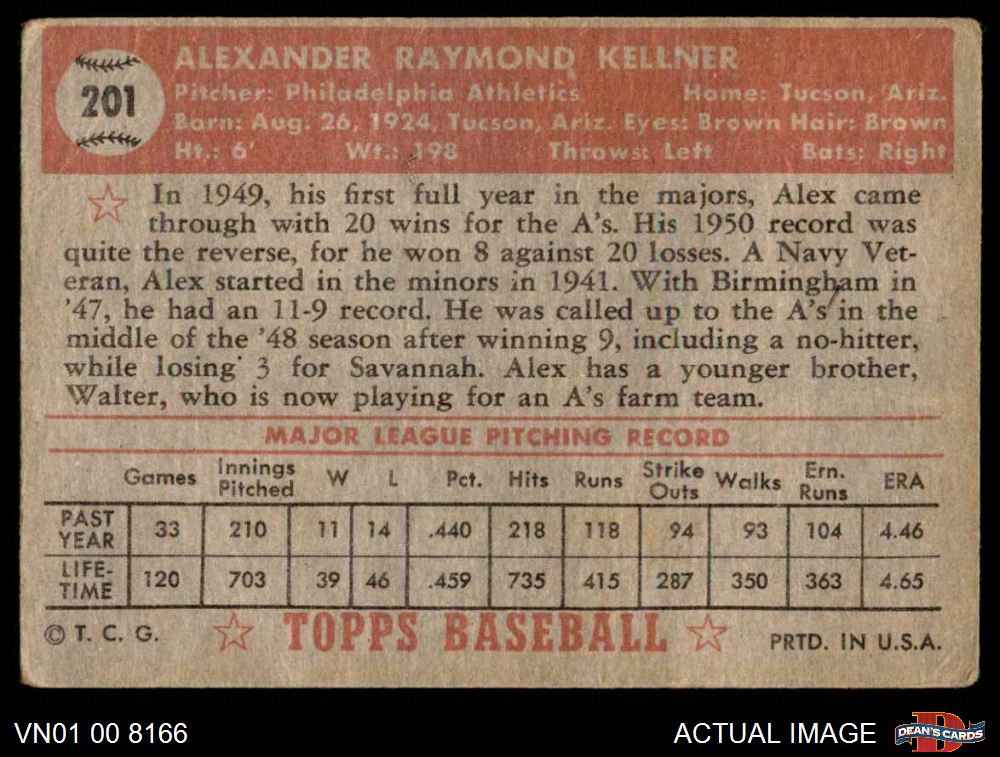 201
ALEXANDER RAYMOND KELLNER
Pitcher: Philadelphia Athletics Home: Tucson, Ariz.
Born: Aug. 26, 1924, Tucson, Ariz. Eyes: Brown Hair: Brown
Ht.: 6' Wt.: 198 Throws: Left Bats: Right
In 1949, his first full year in the majors, Alex came
through with 20 wins for the A's. His 1950 record was
quite the reverse, for he won 8 against 20 losses. A Navy Vet-
eran, Alex started in the minors in 1941. With Birmingham in
'47, he had an 11-9 record. He was called up to the A's in the
middle of the '48 season after winning 9, including a no-hitter,
while losing 3 for Savannah. Alex has a younger brother,
Walter, who is now playing for an A's farm team.
MAJOR LEAGUE PITCHING RECORD
Games Innings Pitched W L Pct. Hits Runs Strike Outs Walks Ern. Runs ERA
PAST YEAR 33 210 11 14 .440 218 118 94 93 104 4.46
LIFE-TIME 120 703 39 46 .459 735 415 287 350 363 4.65
© T. C. G. TOPPS BASEBALL PRTD. IN U.S.A.
VN01 00 8166 ACTUAL IMAGE DEAN'S CARDS